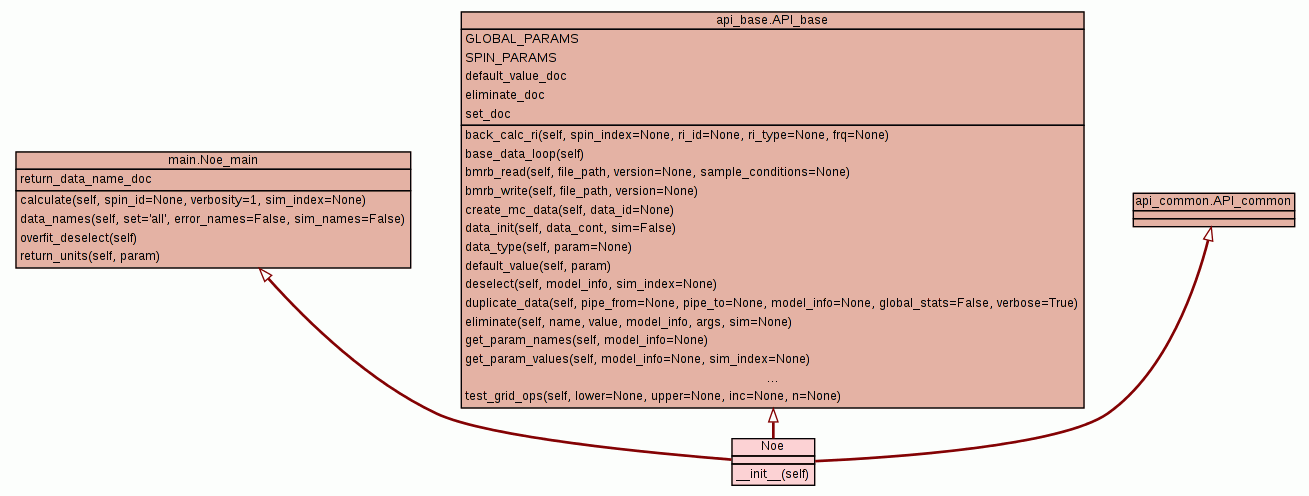 api_base.API_base
GLOBAL_PARAMS
SPIN_PARAMS
default_value_doc
eliminate_doc
set_doc
back_calc_ri(self, spin_index=None, ri_id=None, ri_type=None, frq=None)
base_data_loop(self)
bmrb_read(self, file_path, version=None, sample_conditions=None)
bmrb_write(self, file_path, version=None)
create_mc_data(self, data_id=None)
data_init(self, data_cont, sim=False)
data_type(self, param=None)
default_value(self, param)
deselect(self, model_info, sim_index=None)
duplicate_data(self, pipe_from=None, pipe_to=None, model_info=None, global_stats=False, verbose=True)
eliminate(self, name, value, model_info, args, sim=None)
get_param_names(self, model_info=None)
get_param_values(self, model_info=None, sim_index=None)
...
test_grid_ops(self, lower=None, upper=None, inc=None, n=None)
main.Noe_main
return_data_name_doc
calculate(self, spin_id=None, verbosity=1, sim_index=None)
data_names(self, set='all', error_names=False, sim_names=False)
overfit_deselect(self)
return_units(self, param)
api_common.API_common
Noe
__init__(self)